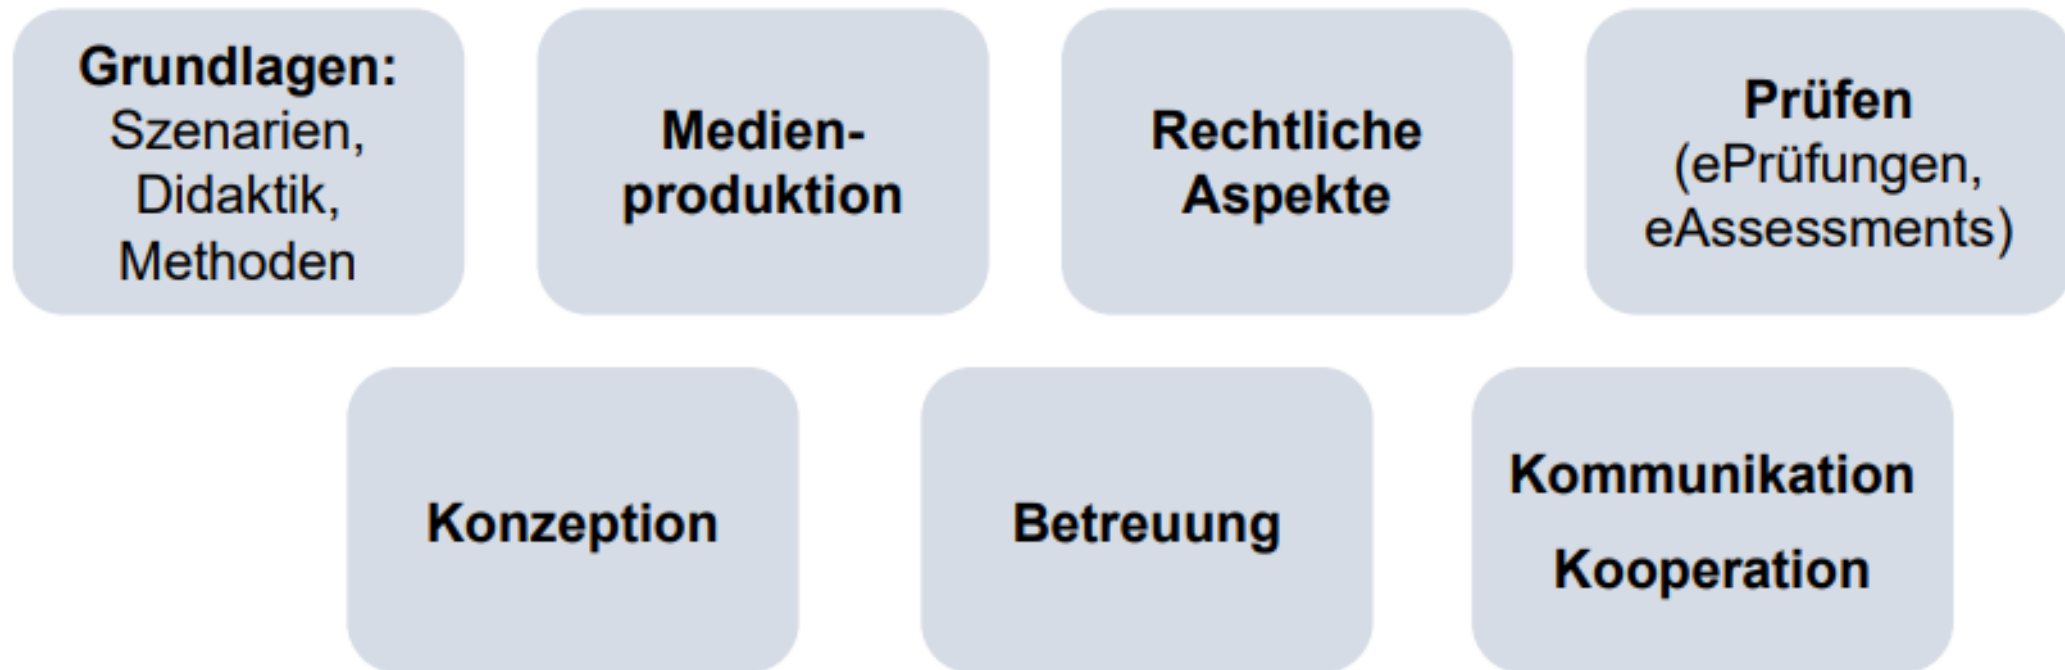 Grundlagen:
Szenarien,
Didaktik,
Methoden
Medien-
produktion
Rechtliche
Aspekte
Prüfen
(ePrüfungen,
eAssessments)
Konzeption
Betreuung
Kommunikation
Kooperation